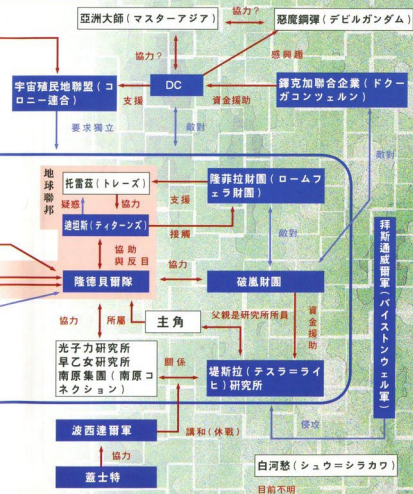 亞洲大師(マスターアジア)
協力?
惡魔鋼彈(デビルガンダム)
協力?
感興趣
宇宙殖民地聯盟(コ
ロニー連合)
支援
DC
資金援助
鐸克加聯合企業(ドクー
ガコンツェルン)
要求獨立
敵對
敵對
地球聯邦
托雷茲(トレーズ)
疑惑
協力
迪坦斯(ティターンズ)
支援
接觸
隆菲拉財團(ロームフ
ェラ財團)
敵對
協助
與反目
隆德貝爾隊
協力
破嵐財團
拜斯通威爾軍(バイストンウェル軍)
協力
所屬
主角
父親是研究所所員
資金援助
光子力研究所
早乙女研究所
南原集團(南原コ
ネクション)
關係
堤斯拉(テスラ=ライ
ヒ)研究所
波西達爾軍
講和(休戰)
侵攻
協力
蓋士特
白河愁(シュウ=シラカワ)
目前不明